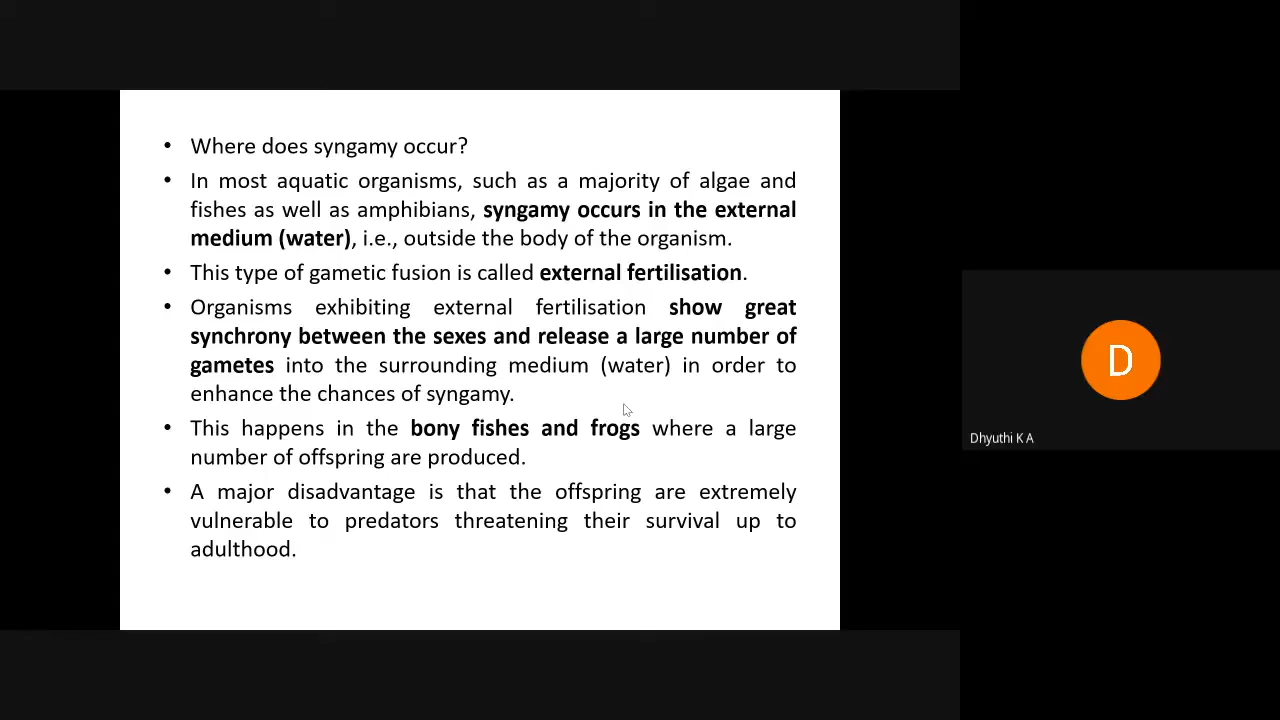 • Where does syngamy occur?
• In most aquatic organisms, such as a majority of algae and
fishes as well as amphibians, syngamy occurs in the external
medium (water), i.e., outside the body of the organism.
• This type of gametic fusion is called external fertilisation.
• Organisms exhibiting external fertilisation show great
synchrony between the sexes and release a large number of
gametes into the surrounding medium (water) in order to
enhance the chances of syngamy.
• This happens in the bony fishes and frogs where a large
number of offspring are produced.
• A major disadvantage is that the offspring are extremely
vulnerable to predators threatening their survival up to
adulthood.
D
Dhyuthi K A